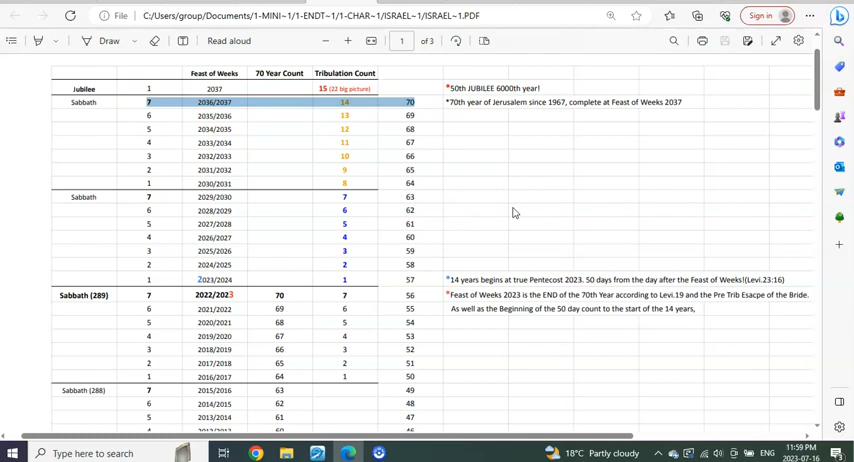 File C:/Users/group/Documents/1-MINI~1/1-ENDT~1/1-CHAR~1/ISRAEL~1/ISRAEL~1.PDF Sign in
Draw Read aloud 1 of 3
Feast of Weeks 70 Year Count Tribulation Count
Jubilee 1 2037 15 (22 big picture) *50th JUBILEE 6000th year!
Sabbath 7 2036/2037 14 70 *70th year of Jerusalem since 1967, complete at Feast of Weeks 2037
6 2035/2036 13 69
5 2034/2035 12 68
4 2033/2034 11 67
3 2032/2033 10 66
2 2031/2032 9 65
1 2030/2031 8 64
Sabbath 7 2029/2030 7 63
6 2028/2029 6 62
5 2027/2028 5 61
4 2026/2027 4 60
3 2025/2026 3 59
2 2024/2025 2 58
1 2023/2024 1 57 *14 years begins at true Pentecost 2023. 50 days from the day after the Feast of Weeks!(Levi.23:16)
Sabbath (289) 7 2022/2023 70 7 56 *Feast of Weeks 2023 is the END of the 70th Year according to Levi.19 and the Pre Trib Esacpe of the Bride.
6 2021/2022 69 6 55 As well as the Beginning of the 50 day count to the start of the 14 years,
5 2020/2021 68 5 54
4 2019/2020 67 4 53
3 2018/2019 66 3 52
2 2017/2018 65 2 51
1 2016/2017 64 1 50
Sabbath (288) 7 2015/2016 63 49
6 2014/2015 62 48
5 2013/2014 61 47
Type here to search 18°C Partly cloudy ENG 11:59 PM
2023-07-16